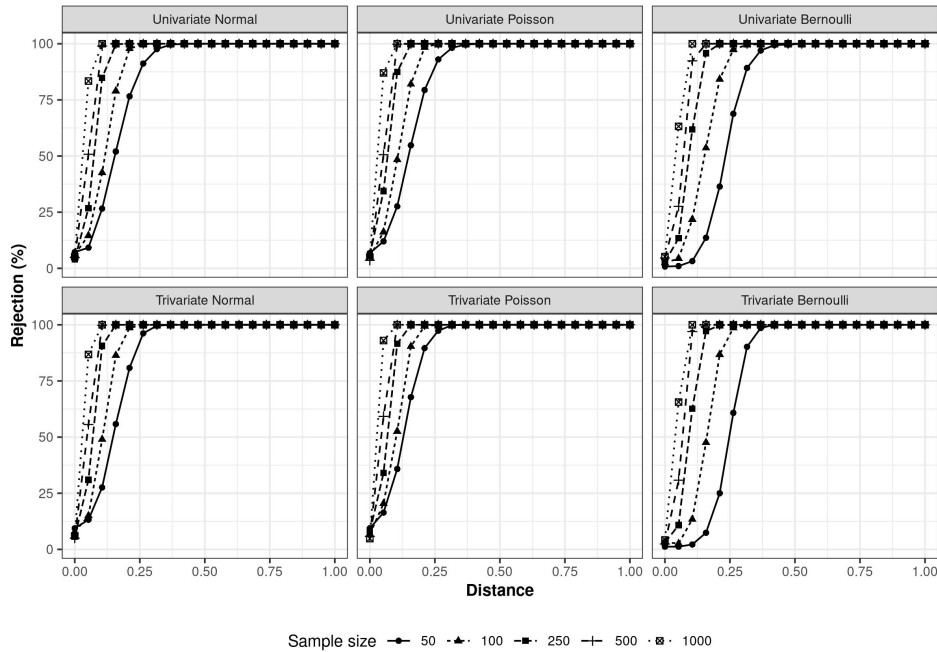 Univariate Normal
Univariate Poisson
Univariate Bernoulli
100
75
50
25
0
Trivariate Normal
Trivariate Poisson
Trivariate Bernoulli
100
75
50
25
0
Rejection (%)
0.00 0.25 0.50 0.75 1.00
0.00 0.25 0.50 0.75 1.00
0.00 0.25 0.50 0.75 1.00
Distance
Sample size 50 100 250 500 1000